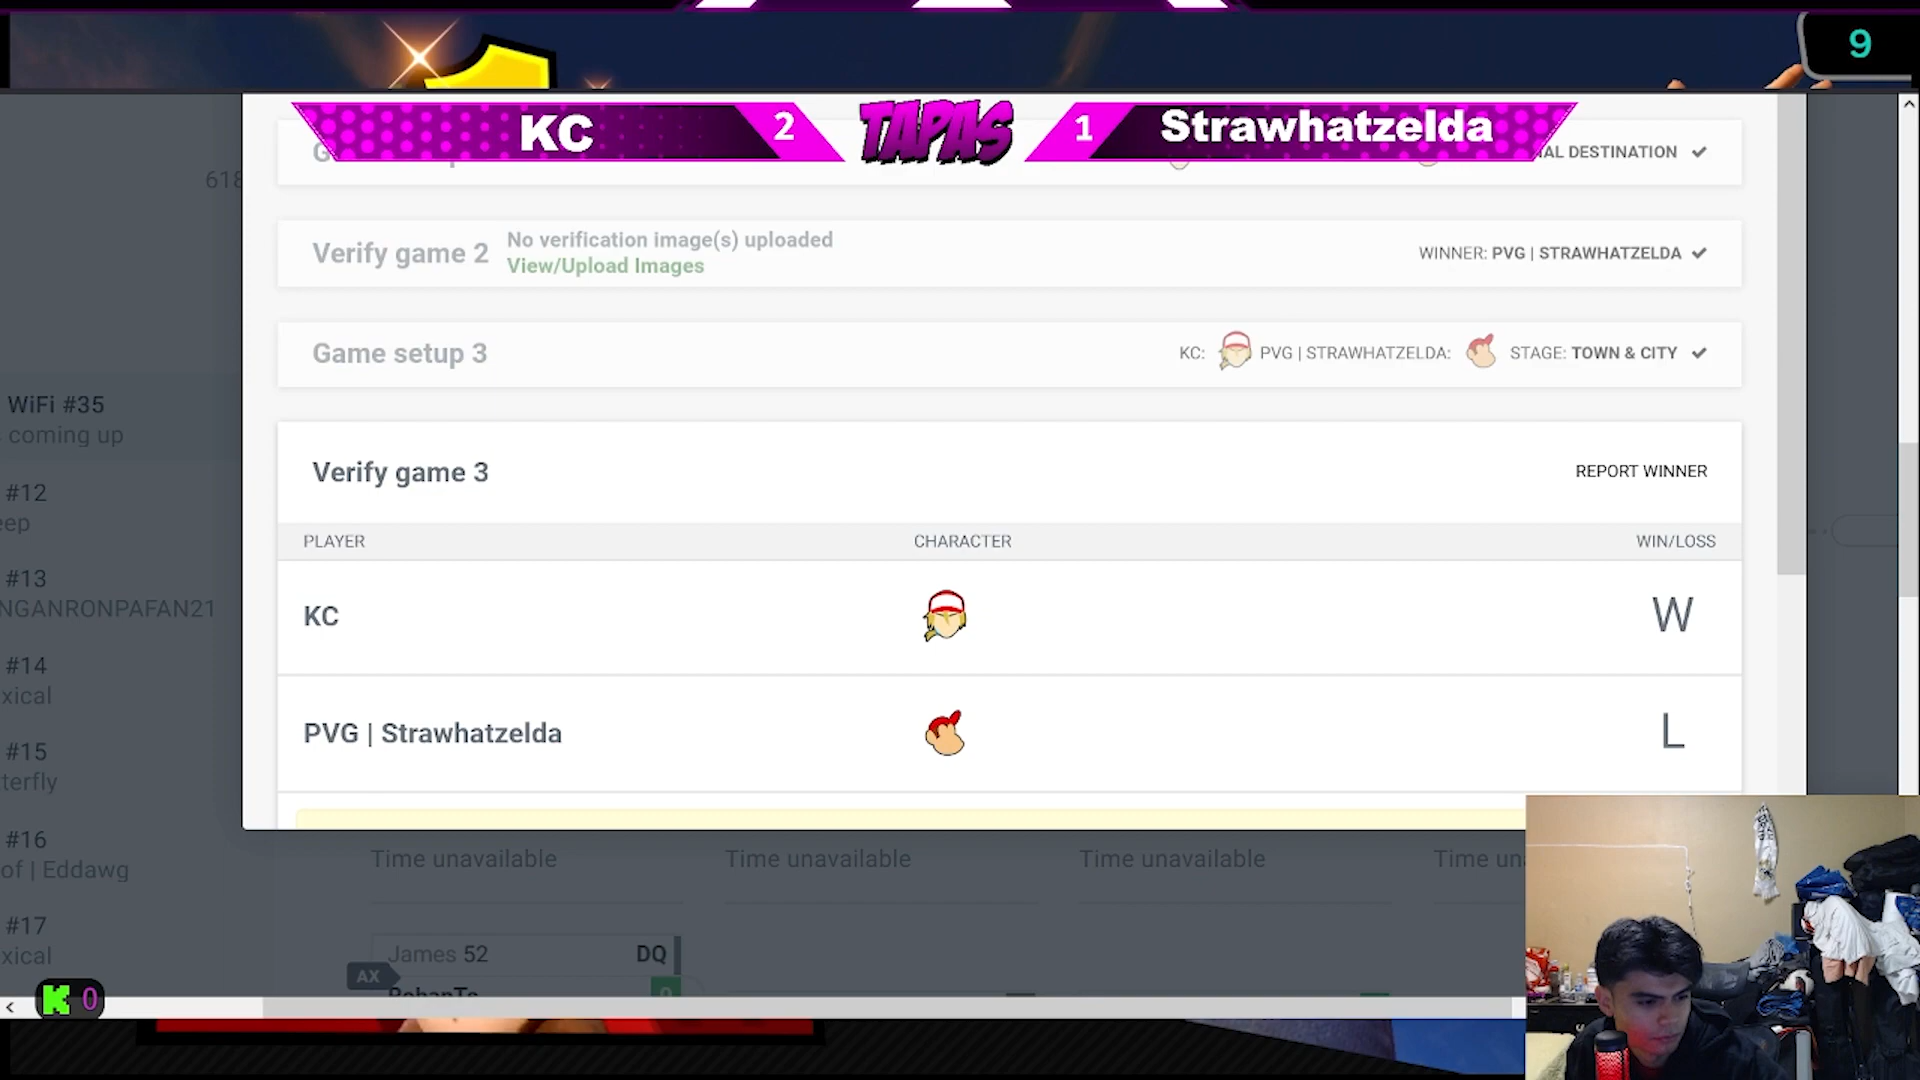 9
KC 2 TAPAS 1 Strawhatzelda
G
DESTINATION
618
Verify game 2
No verification image(s) uploaded
View/Upload Images
WINNER: PVG | STRAWHATZELDA
Game setup 3
KC: PVG | STRAWHATZELDA: STAGE: TOWN & CITY
WiFi #35
coming up
Verify game 3
REPORT WINNER
#12
eep
PLAYER CHARACTER WIN/LOSS
#13
NGANRONPAFAN21
KC W
#14
xical
PVG | Strawhatzelda L
#15
terfly
#16
of | Eddawg
Time unavailable Time unavailable Time unavailable Time un
#17
xical
James 52 DQ
AX
K 0